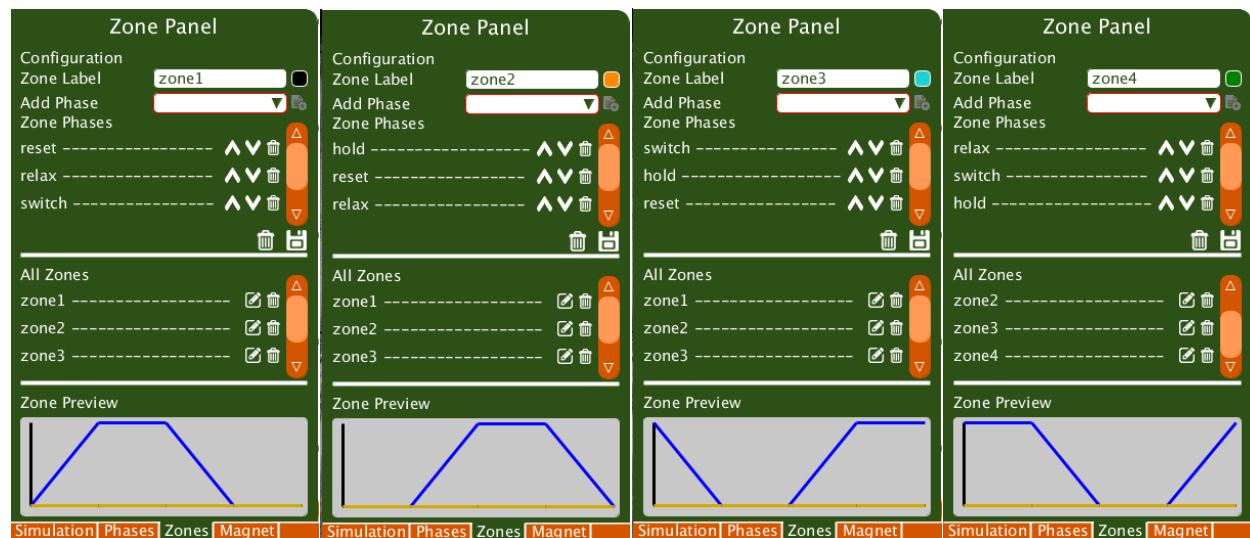 Zone Panel
Configuration
Zone Label zone1
Add Phase
Zone Phases
reset
relax
switch
All Zones
zone1
zone2
zone3
Zone Preview
Simulation Phases Zones Magnet
Zone Panel
Configuration
Zone Label zone2
Add Phase
Zone Phases
hold
reset
relax
All Zones
zone1
zone2
zone3
Zone Preview
Simulation Phases Zones Magnet
Zone Panel
Configuration
Zone Label zone3
Add Phase
Zone Phases
switch
hold
reset
All Zones
zone1
zone2
zone3
Zone Preview
Simulation Phases Zones Magnet
Zone Panel
Configuration
Zone Label zone4
Add Phase
Zone Phases
relax
switch
hold
All Zones
zone2
zone3
zone4
Zone Preview
Simulation Phases Zones Magnet